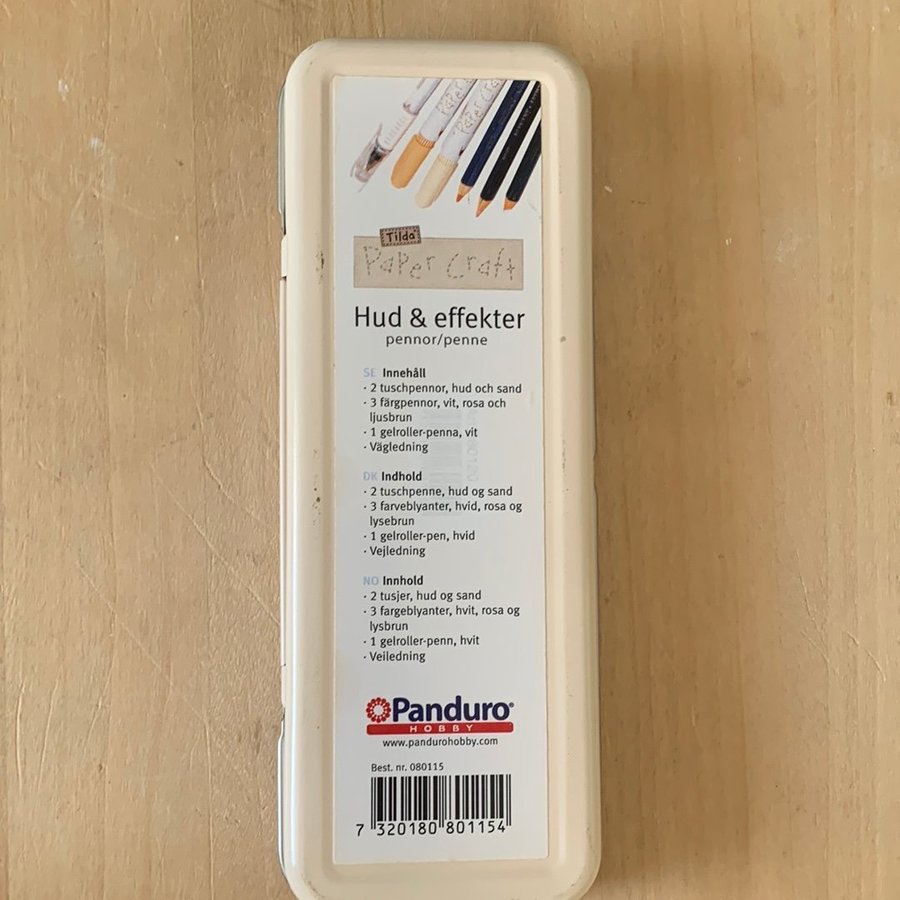 Paper Craft
Tilda
Paper Craft
Hud & effekter
pennor/penne
SE Innehåll
· 2 tuschpennor, hud och sand
· 3 färgpennor, vit, rosa och
ljusbrun
· 1 gelroller-penna, vit
· Vägledning
DK Indhold
· 2 tuschpenne, hud og sand
· 3 farveblyanter, hvid, rosa og
lysebrun
· 1 gelroller-pen, hvid
· Vejledning
NO Innhold
· 2 tusjer, hud og sand
· 3 fargeblyanter, hvit, rosa og
lysbrun
· 1 gelroller-penn, hvit
· Veiledning
Panduro®
HOBBY
www.pandurohobby.com
Best. nr. 080115
7 320180 801154